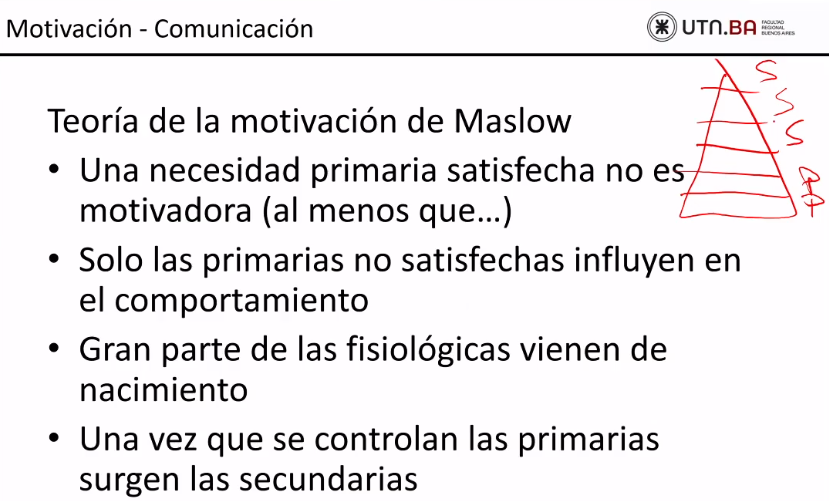 Motivación - Comunicación
UTN.BA
FACULTAD
REGIONAL
BUENOS AIRES
Teoría de la motivación de Maslow
• Una necesidad primaria satisfecha no es
motivadora (al menos que…)
• Solo las primarias no satisfechas influyen en
el comportamiento
• Gran parte de las fisiológicas vienen de
nacimiento
• Una vez que se controlan las primarias
surgen las secundarias
S
S
S